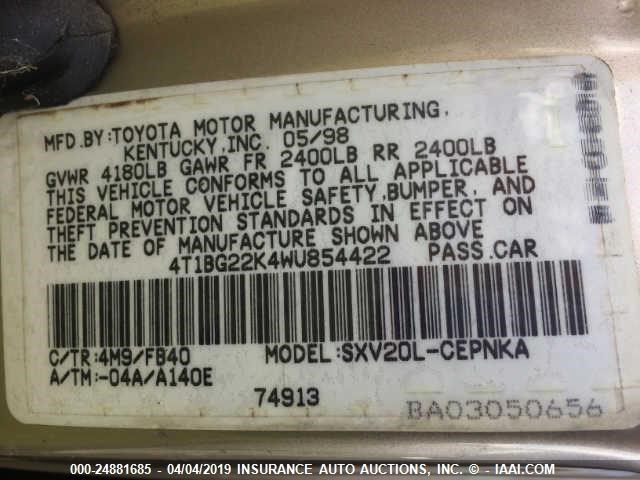 MFD.BY:TOYOTA MOTOR MANUFACTURING,
KENTUCKY,INC. 05/98
GVWR 4180LB GAWR FR 2400LB RR 2400LB
THIS VEHICLE CONFORMS TO ALL APPLICABLE
FEDERAL MOTOR VEHICLE SAFETY,BUMPER, AND
THEFT PREVENTION STANDARDS IN EFFECT ON
THE DATE OF MANUFACTURE SHOWN ABOVE
4T1BG22K4WU854422 PASS.CAR
C/TR:4M9/FB40 MODEL:SXV20L-CEPNKA
A/TM:-04A/A140E
74913
BA03050656
000-24881685 - 04/04/2019 INSURANCE AUTO AUCTIONS, INC. © - IAAI.COM